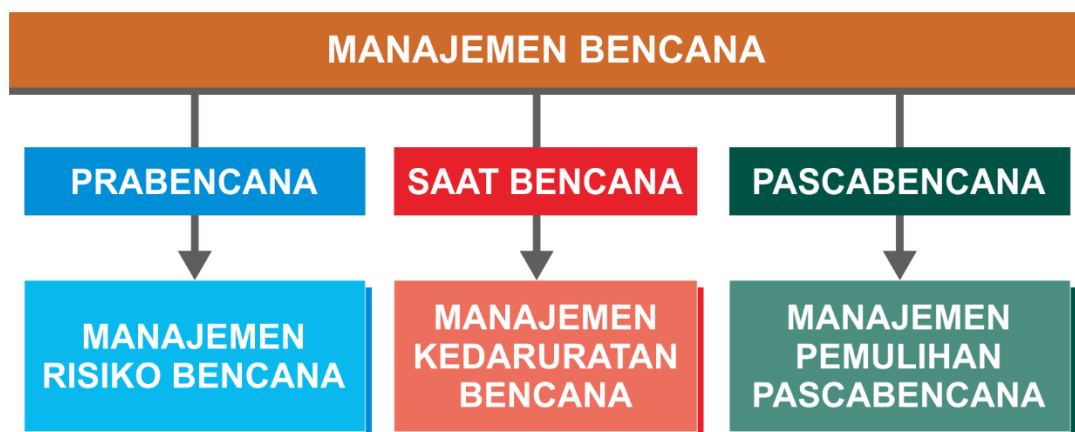 MANAJEMEN BENCANA
PRABENCANA
SAAT BENCANA
PASCABENCANA
MANAJEMEN
RISIKO BENCANA
MANAJEMEN
KEDARURATAN
BENCANA
MANAJEMEN
PEMULIHAN
PASCABENCANA